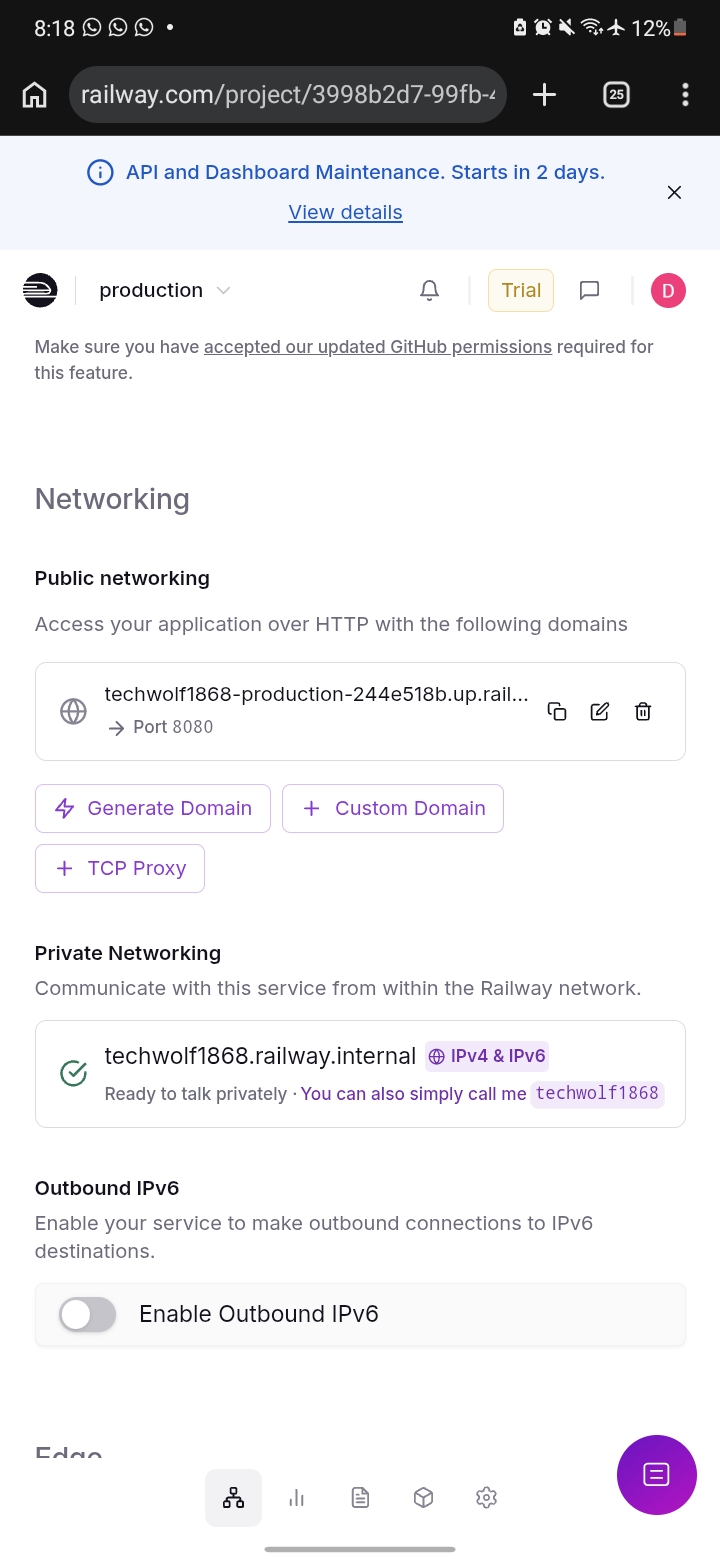 8:18
12%
railway.com/project/3998b2d7-99fb-4
25
API and Dashboard Maintenance. Starts in 2 days.
View details
production
Trial
D
Make sure you have accepted our updated GitHub permissions required for
this feature.
Networking
Public networking
Access your application over HTTP with the following domains
techwolf1868-production-244e518b.up.rail...
Port 8080
Generate Domain
Custom Domain
TCP Proxy
Private Networking
Communicate with this service from within the Railway network.
techwolf1868.railway.internal IPv4 & IPv6
Ready to talk privately · You can also simply call me techwolf1868
Outbound IPv6
Enable your service to make outbound connections to IPv6
destinations.
Enable Outbound IPv6
Edge